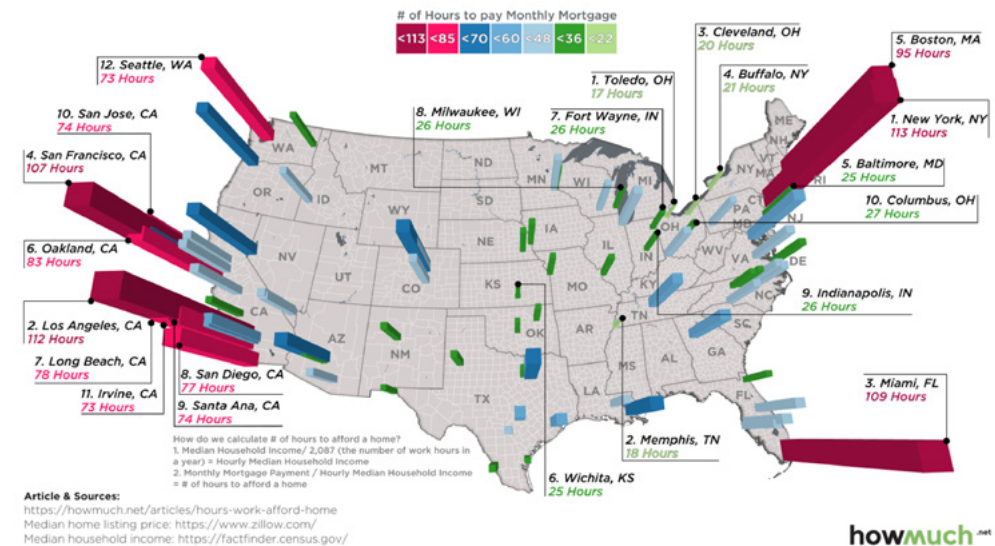 # of Hours to pay Monthly Mortgage
<113 <85 <70 <60 <48 <36 <22
12. Seattle, WA
73 Hours
10. San Jose, CA
74 Hours
4. San Francisco, CA
107 Hours
6. Oakland, CA
83 Hours
2. Los Angeles, CA
112 Hours
7. Long Beach, CA
78 Hours
11. Irvine, CA
73 Hours
8. San Diego, CA
77 Hours
9. Santa Ana, CA
74 Hours
8. Milwaukee, WI
26 Hours
1. Toledo, OH
17 Hours
7. Fort Wayne, IN
26 Hours
3. Cleveland, OH
20 Hours
4. Buffalo, NY
21 Hours
5. Boston, MA
95 Hours
1. New York, NY
113 Hours
5. Baltimore, MD
25 Hours
10. Columbus, OH
27 Hours
9. Indianapolis, IN
26 Hours
3. Miami, FL
109 Hours
2. Memphis, TN
18 Hours
6. Wichita, KS
25 Hours
WA
OR
ID
MT
ND
SD
MN
WI
MI
WY
NE
IA
NV
UT
CO
KS
MO
IL
IN
OH
KY
WV
VA
PA
NY
VT
NH
ME
MA
CT
RI
NJ
MD
DE
CA
AZ
NM
OK
AR
TN
NC
SC
TX
LA
MS
AL
GA
FL
How do we calculate # of hours to afford a home?
1. Median Household Income/ 2,087 (the number of work hours in
a year) = Hourly Median Household Income
2. Monthly Mortgage Payment / Hourly Median Household Income
= # of hours to afford a home
Article & Sources:
https://howmuch.net/articles/hours-work-afford-home
Median home listing price: https://www.zillow.com/
Median household income: https://factfinder.census.gov/
howmuch.net